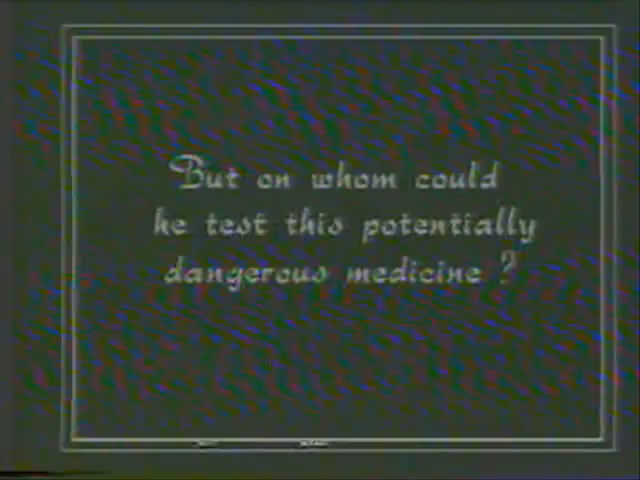 But on whom could
he test this potentially
dangerous medicine ?